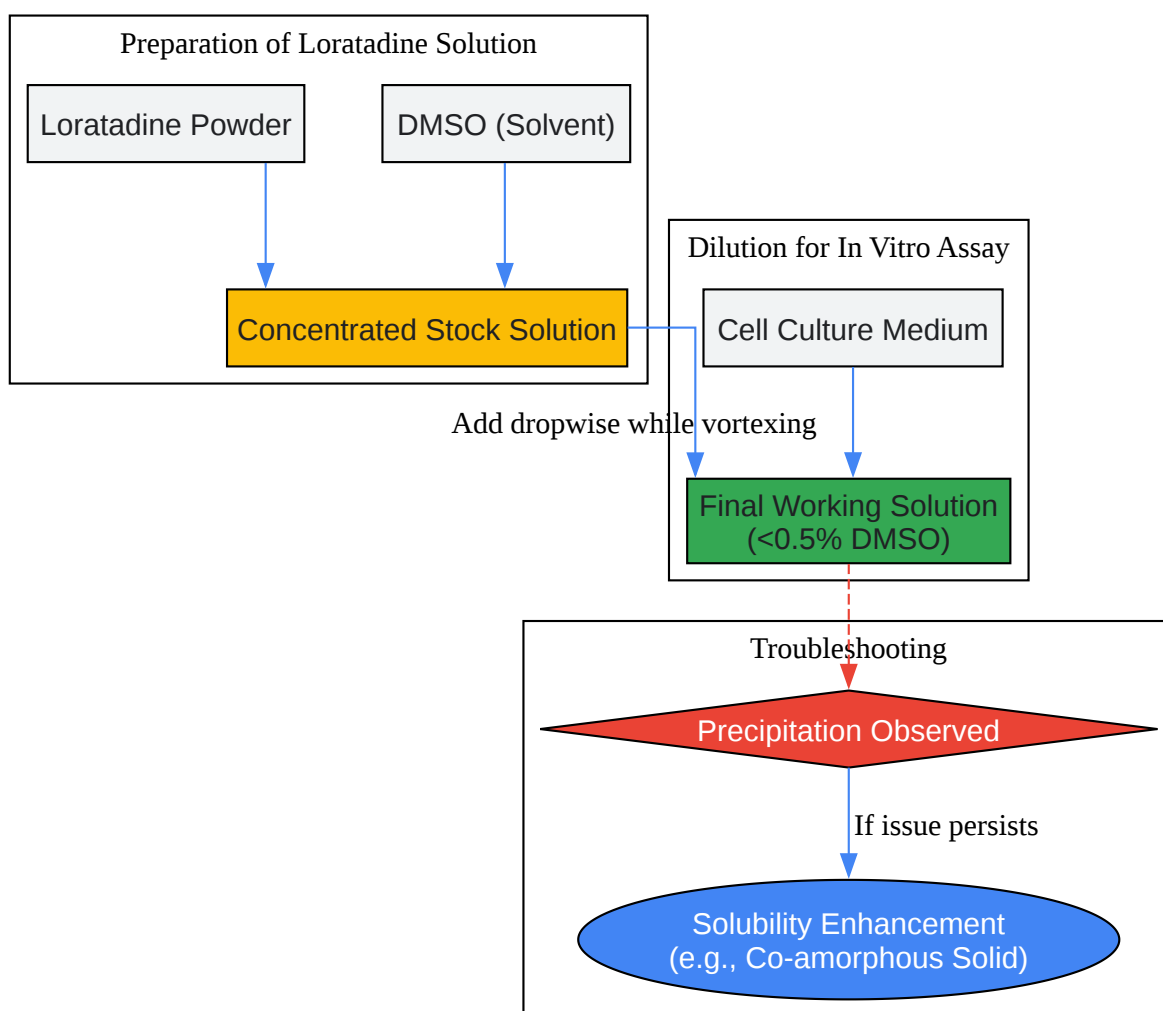 Preparation of Loratadine Solution
Loratadine Powder
DMSO (Solvent)
Concentrated Stock Solution
Dilution for In Vitro Assay
Cell Culture Medium
Add dropwise while vortexing
Final Working Solution
(<0.5% DMSO)
Troubleshooting
Precipitation Observed
If issue persists
Solubility Enhancement
(e.g., Co-amorphous Solid)